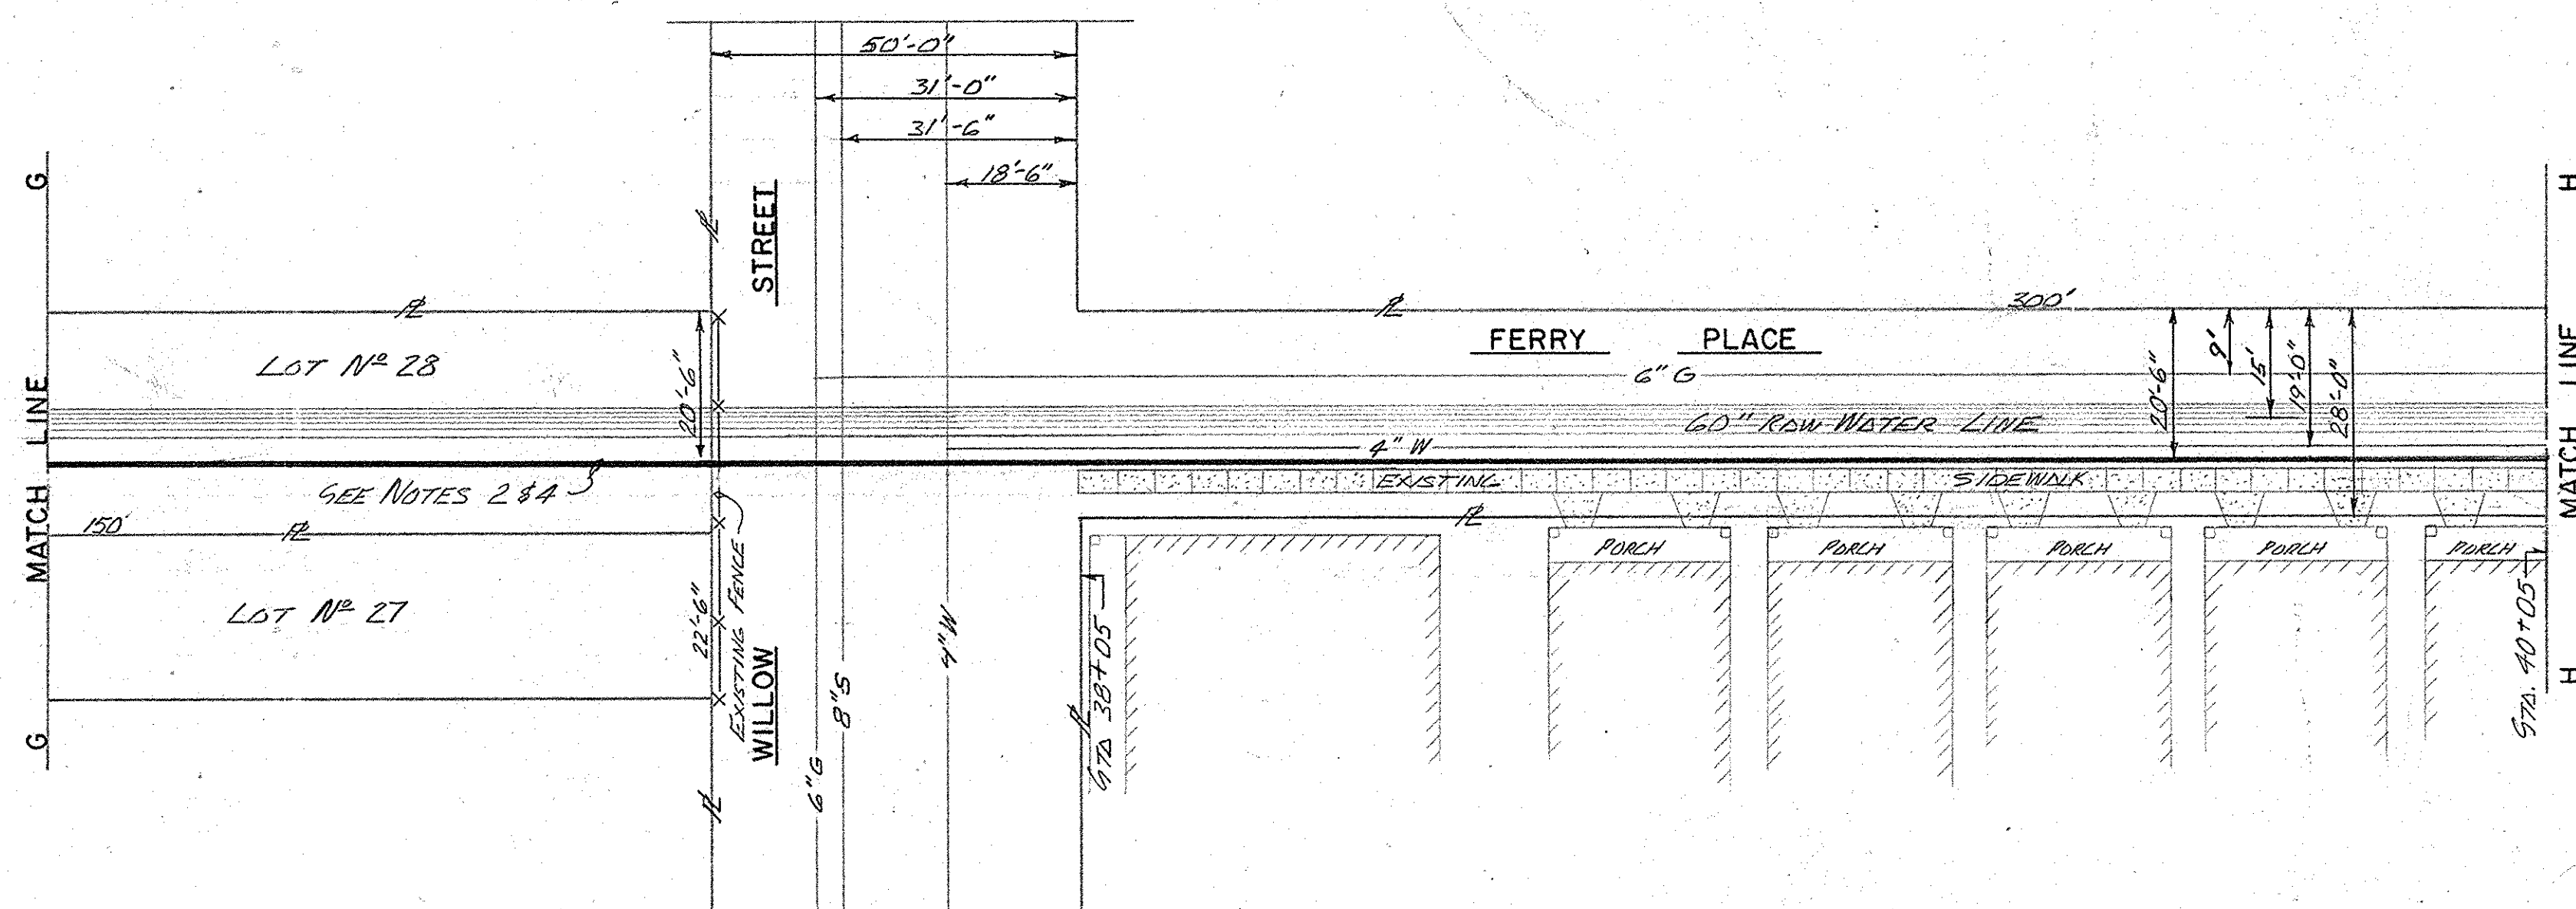 50'-0"
31'-0"
31'-6"
18'-6"
G
MATCH LINE
G
STREET
℄
H
MATCH LINE
H
℄
300'
LOT Nº 28
20'-6"
FERRY PLACE
6" G
60" RAW WATER LINE
20'-6"
9'
15'
19'-0"
28'-0"
4" W
SEE NOTES 2 & 4
EXISTING SIDEWALK
150'
PORCH
PORCH
PORCH
PORCH
PORCH
LOT Nº 27
22'-6"
EXISTING FENCE
WILLOW
6" G
8" S
4" W
STA 38+05
STA. 40+05